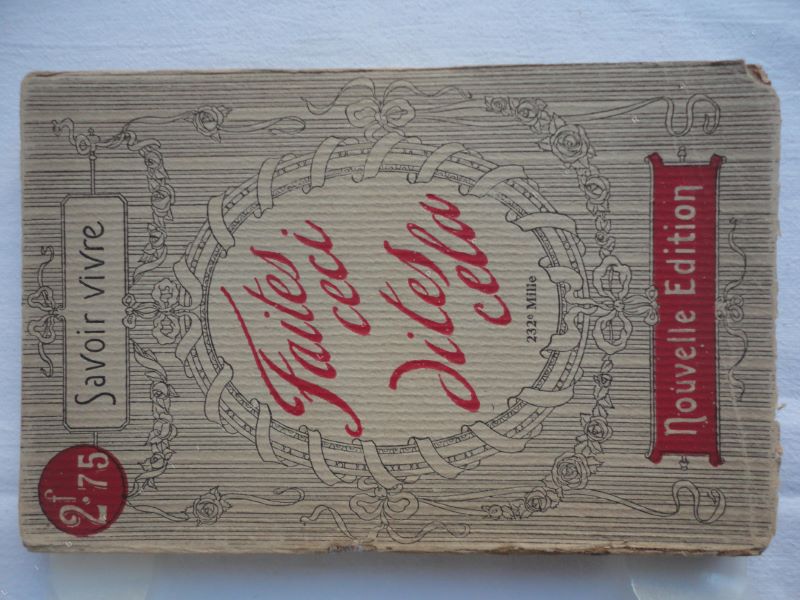 Savoir vivre
2f.75
Faites
ceci
dites
cela
232e Mille
Nouvelle Edition